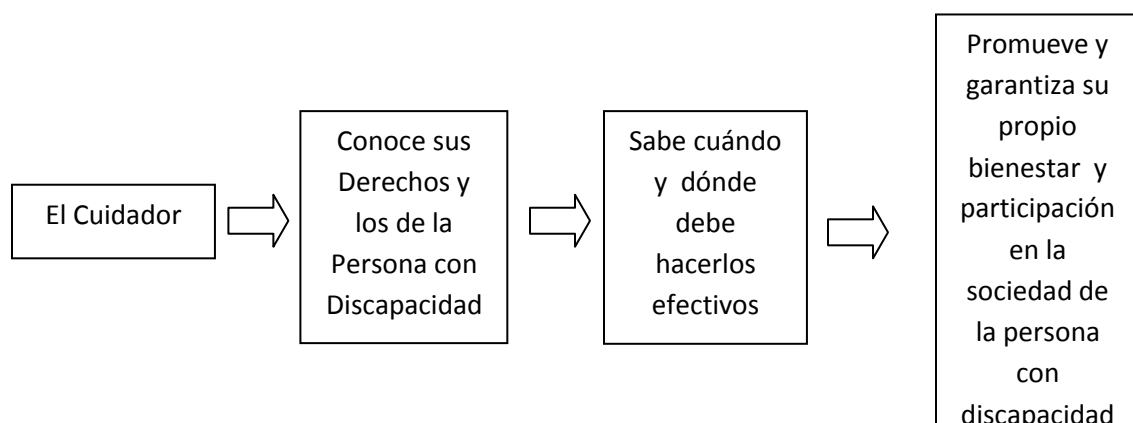 El Cuidador
Conoce sus
Derechos y
los de la
Persona con
Discapacidad
Sabe cuándo
y dónde
debe
hacerlos
efectivos
Promueve y
garantiza su
propio
bienestar y
participación
en la
sociedad de
la persona
con
discapacidad